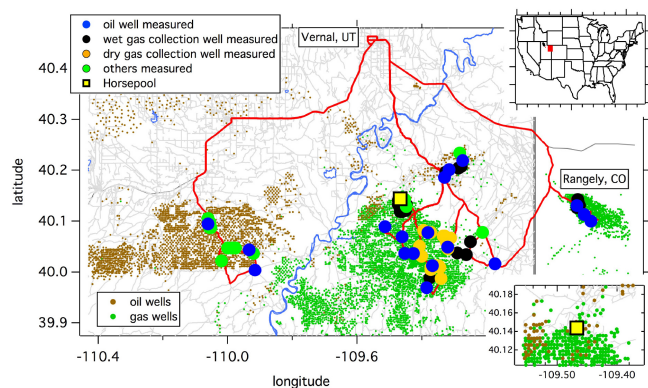 oil well measured
wet gas collection well measured
dry gas collection well measured
others measured
Horsepool
Vernal, UT
Rangely, CO
40.4
40.3
40.2
40.1
40.0
39.9
latitude
oil wells
gas wells
-110.4
-110.0
-109.6
longitude
40.18
40.16
40.14
40.12
-109.50
-109.40